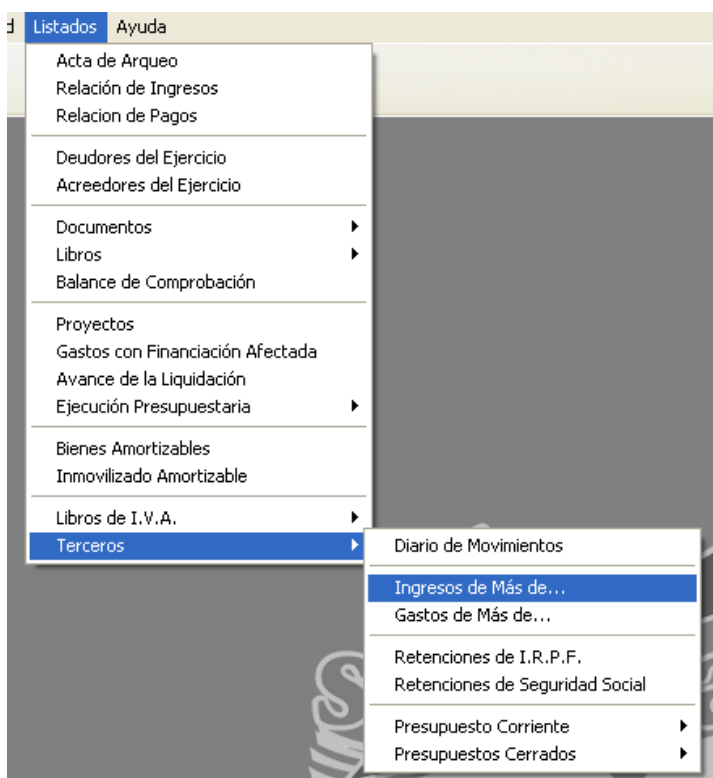 d Listados Ayuda
Acta de Arqueo
Relación de Ingresos
Relacion de Pagos
Deudores del Ejercicio
Acreedores del Ejercicio
Documentos
Libros
Balance de Comprobación
Proyectos
Gastos con Financiación Afectada
Avance de la Liquidación
Ejecución Presupuestaria
Bienes Amortizables
Inmovilizado Amortizable
Libros de I.V.A.
Terceros
Diario de Movimientos
Ingresos de Más de...
Gastos de Más de...
Retenciones de I.R.P.F.
Retenciones de Seguridad Social
Presupuesto Corriente
Presupuestos Cerrados